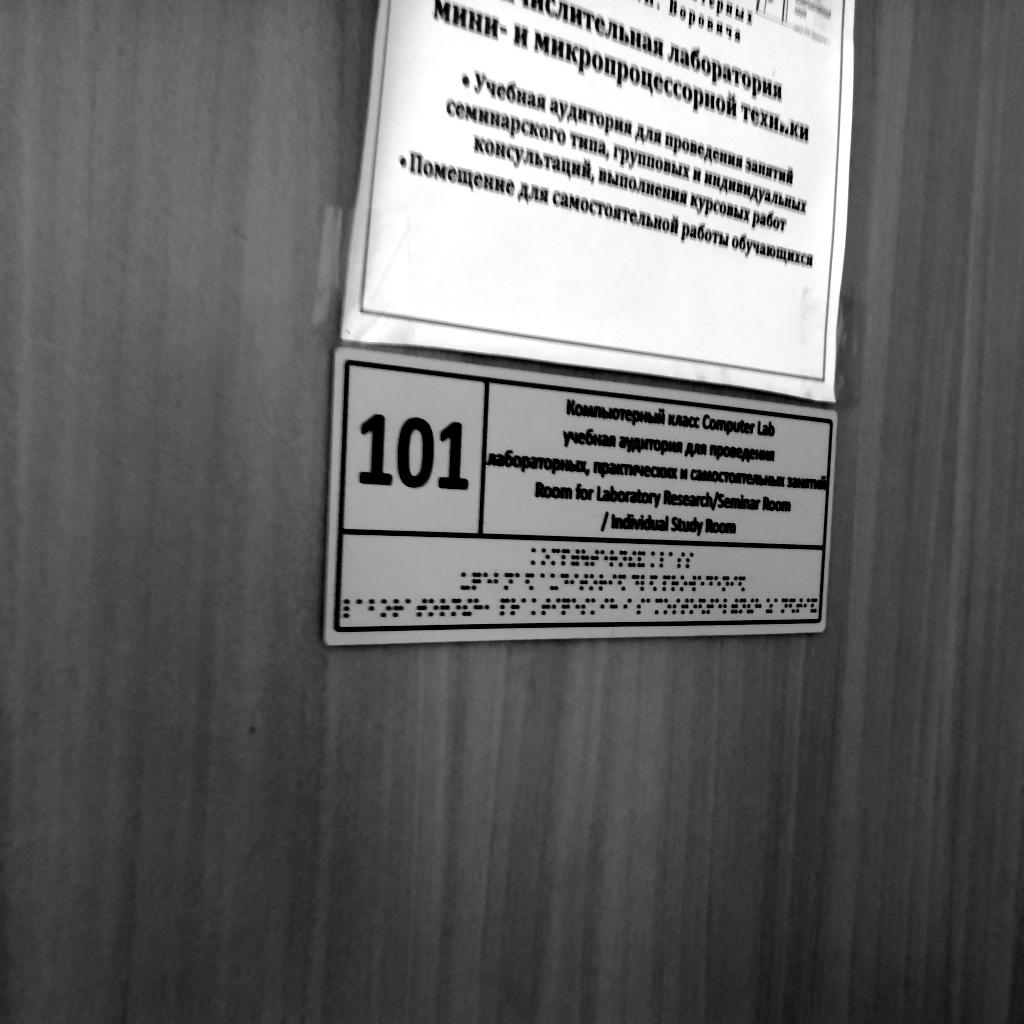 Воровича
лаборатория
мини- и микропроцессорной техники
• Учебная аудитория для проведения занятий
семинарского типа, групповых и индивидуальных
консультаций, выполнения курсовых работ
• Помещение для самостоятельной работы обучающихся
101
Компьютерный класс Computer Lab
учебная аудитория для проведения
лабораторных, практических и самостоятельных занятий
Room for Laboratory Research/Seminar Room
/ Individual Study Room